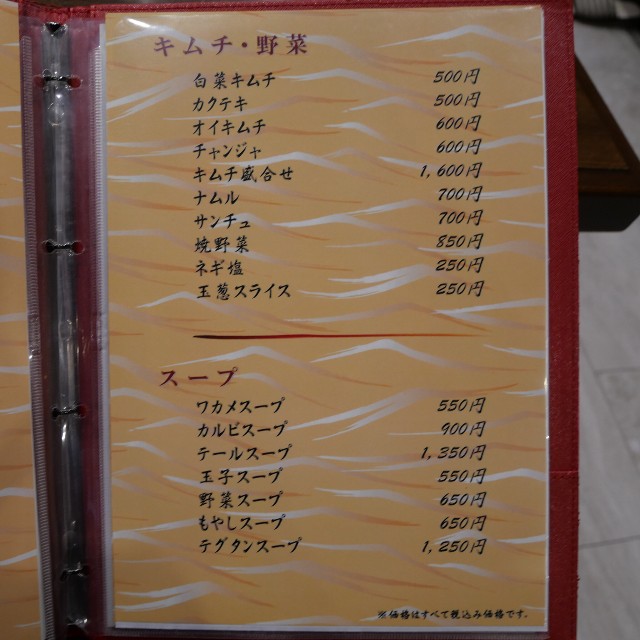 キムチ・野菜
白菜キムチ 500円
カクテキ 500円
オイキムチ 600円
チャンジャ 600円
キムチ盛合せ 1,600円
ナムル 700円
サンチュ 700円
焼野菜 850円
ネギ塩 250円
玉葱スライス 250円
スープ
ワカメスープ 550円
カルビスープ 900円
テールスープ 1,350円
玉子スープ 550円
野菜スープ 650円
もやしスープ 650円
テグタンスープ 1,250円
※価格はすべて税込み価格です。